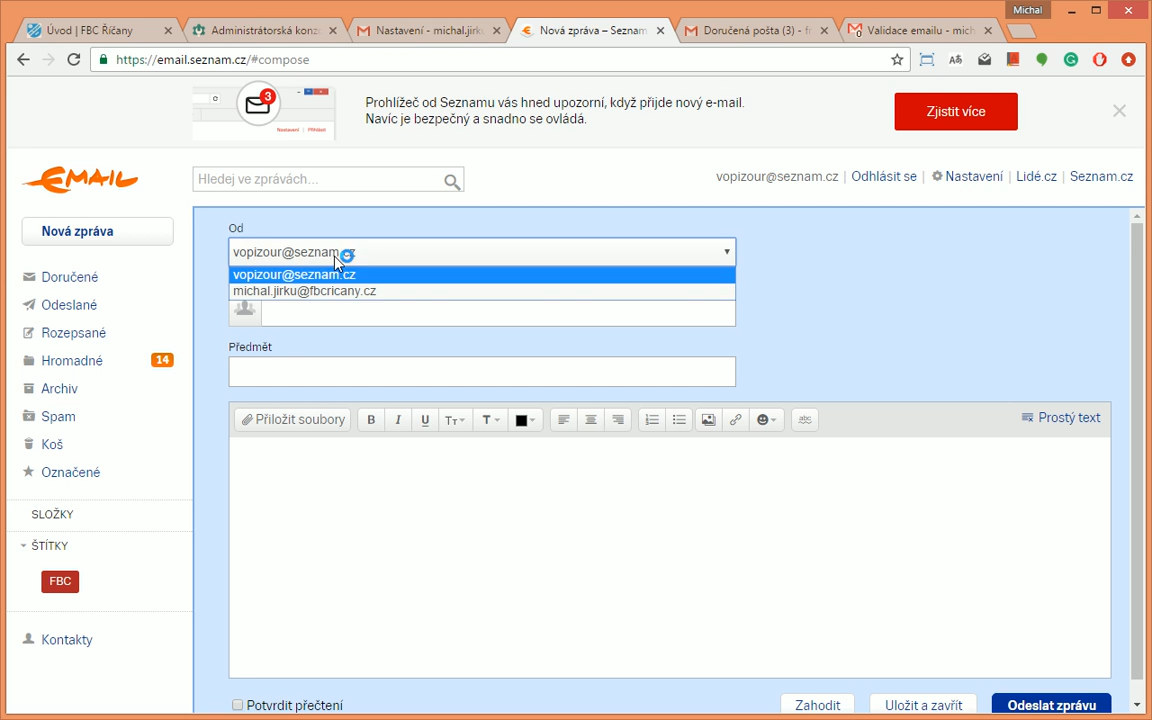 Michal
Úvod | FBC Říčany
Administrátorská konz
Nastavení - michal.jirk
Nová zpráva – Seznam
Doručená pošta (3) - f
Validace emailu - mich
https://email.seznam.cz/#compose
3
Prohlížeč od Seznamu vás hned upozorní, když přijde nový e-mail.
Navíc je bezpečný a snadno se ovládá.
Zjistit více
EMAIL
Hledej ve zprávách...
vopizour@seznam.cz | Odhlásit se | Nastavení | Lidé.cz | Seznam.cz
Nová zpráva
Doručené
Odeslané
Rozepsané
Hromadné 14
Archiv
Spam
Koš
Označené
SLOŽKY
ŠTÍTKY
FBC
Kontakty
Od
vopizour@seznam.cz
vopizour@seznam.cz
michal.jirku@fbcricany.cz
Předmět
Přiložit soubory B I U TT T abc Prostý text
Potvrdit přečtení Zahodit Uložit a zavřít Odeslat zprávu